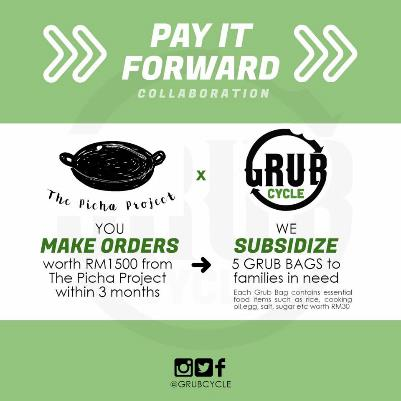 PAY IT
FORWARD
COLLABORATION
The Picha Project
x
GRUB
CYCLE
YOU
MAKE ORDERS
worth RM1500 from
The Picha Project
within 3 months
WE
SUBSIDIZE
5 GRUB BAGS to
families in need
Each Grub Bag contains essential
food items such as rice, cooking
oil,egg, salt, sugar etc worth RM30
@GRUBCYCLE